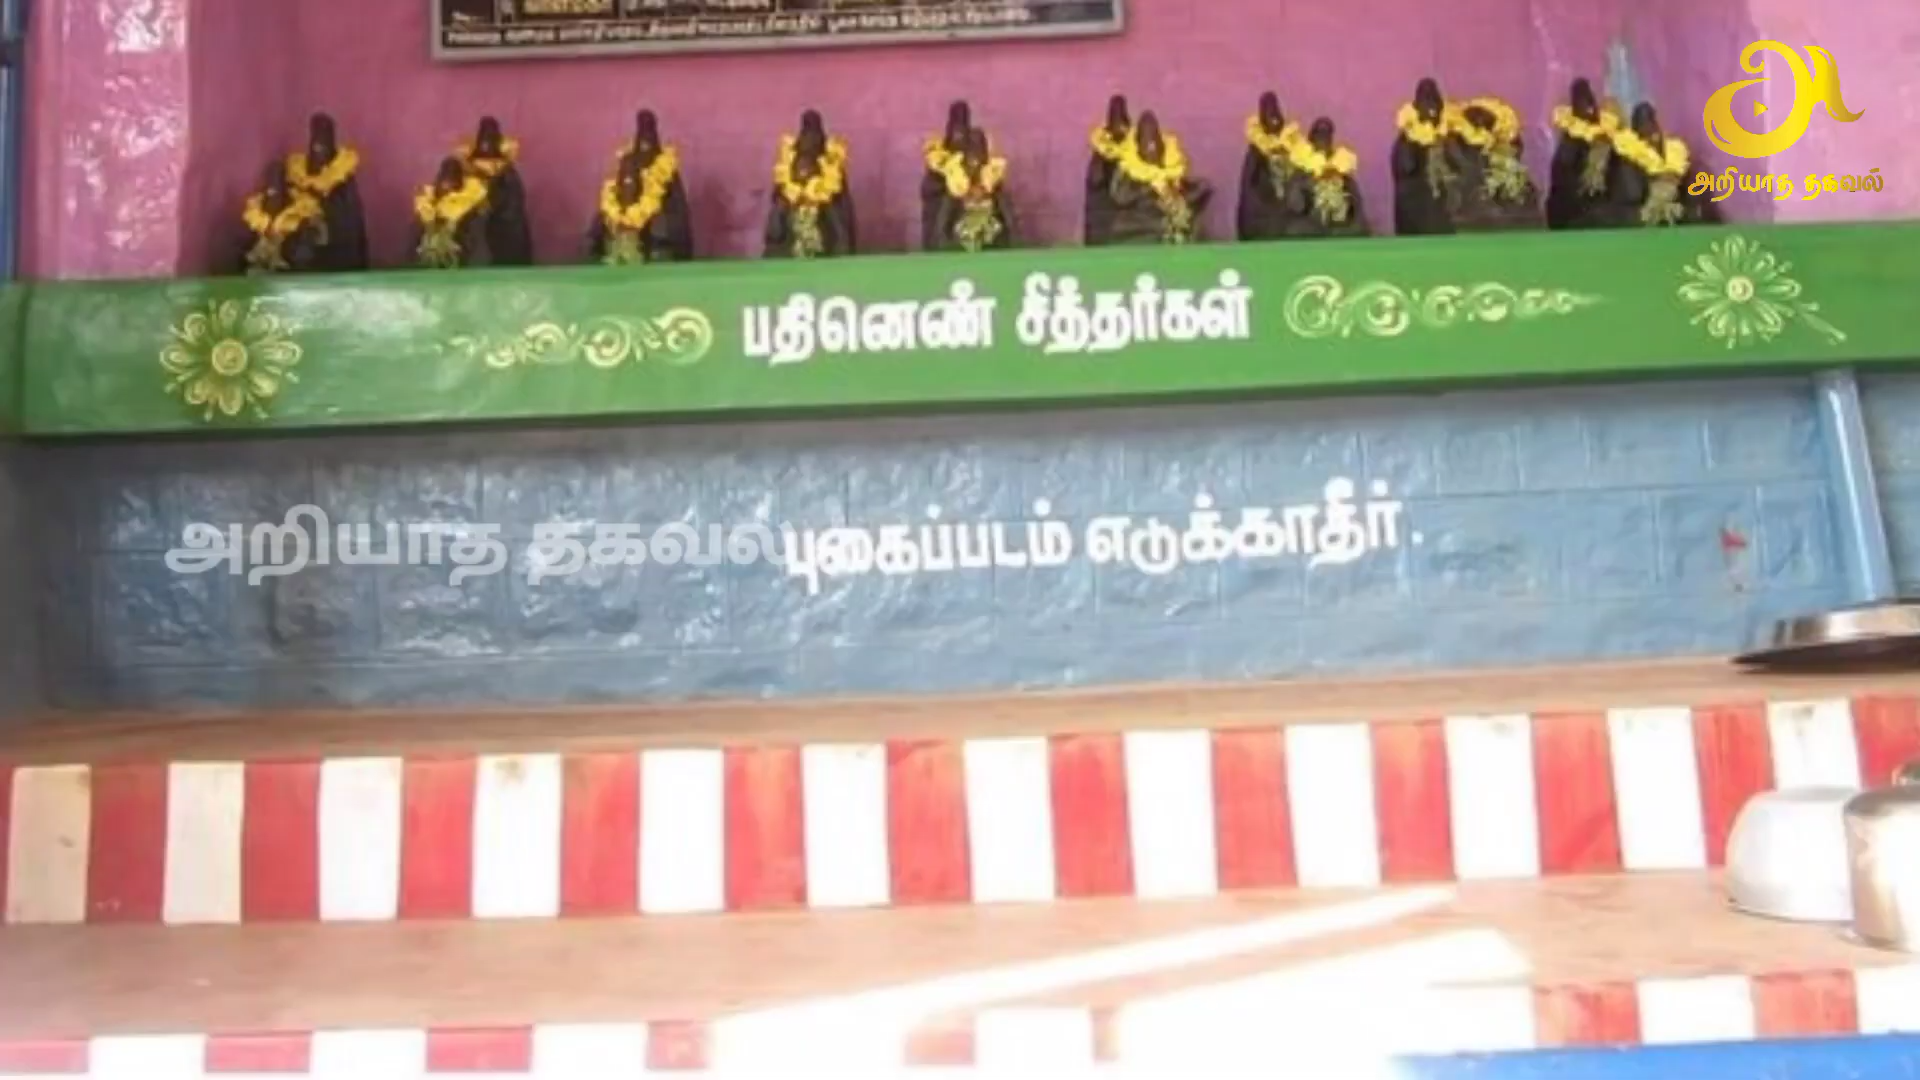 அறியாத தகவல்
பதினெண் சித்தர்கள்
அறியாத தகவல்
புகைப்படம் எடுக்காதீர்.